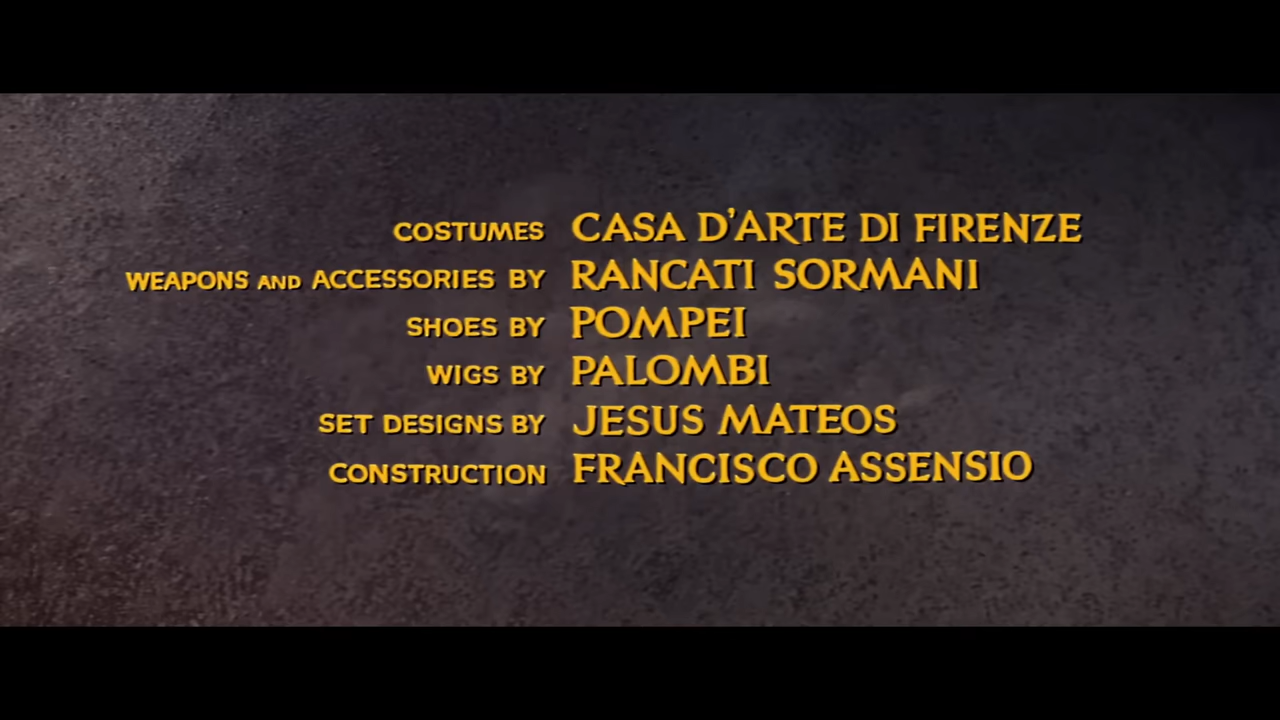 COSTUMES CASA D'ARTE DI FIRENZE
WEAPONS AND ACCESSORIES BY RANCATI SORMANI
SHOES BY POMPEI
WIGS BY PALOMBI
SET DESIGNS BY JESUS MATEOS
CONSTRUCTION FRANCISCO ASSENSIO